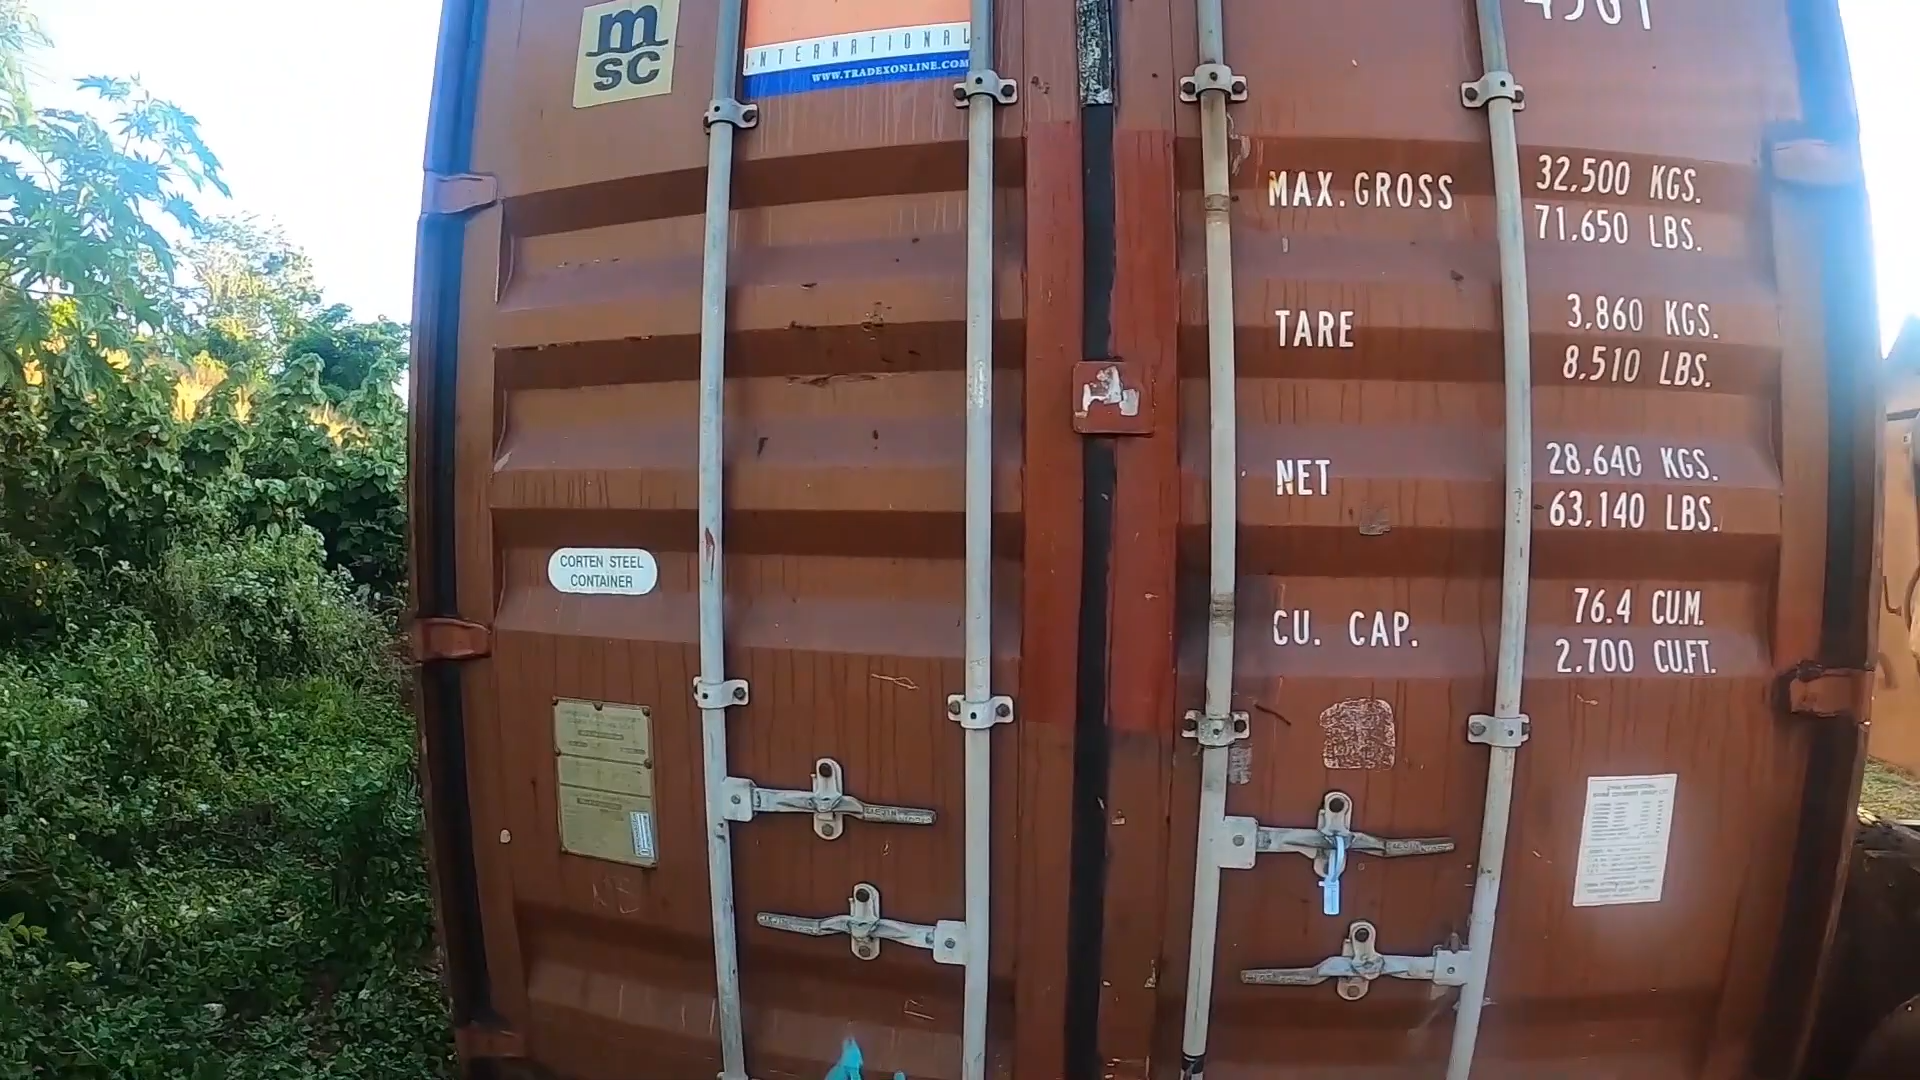 m
sc
INTERNATIONAL
WWW.TRADEXONLINE.COM
45G1
MAX. GROSS 32,500 KGS.
71,650 LBS.
TARE 3,860 KGS.
8,510 LBS.
NET 28,640 KGS.
63,140 LBS.
CORTEN STEEL
CONTAINER
CU. CAP. 76.4 CU.M.
2,700 CU.FT.